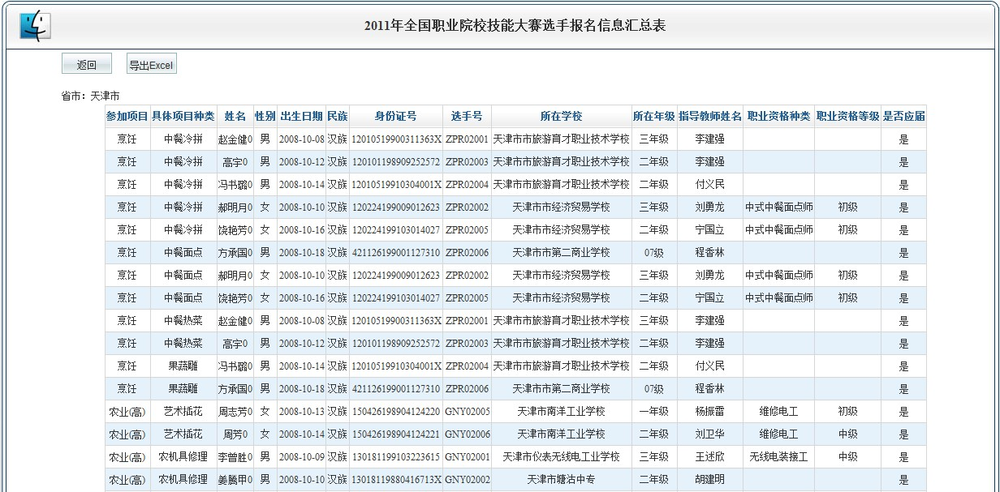 2011年全国职业院校技能大赛选手报名信息汇总表
返回 导出Excel
省市：天津市
参加项目 具体项目种类 姓名 性别 出生日期 民族 身份证号 选手号 所在学校 所在年级 指导教师姓名 职业资格种类 职业资格等级 是否应届
烹饪 中餐冷拼 赵金健0 男 2008-10-08 汉族 12010519900311363X ZPR02001 天津市市旅游育才职业技术学校 三年级 李建强 是
烹饪 中餐冷拼 高宇0 男 2008-10-12 汉族 120101198909252572 ZPR02003 天津市市旅游育才职业技术学校 二年级 李建强 是
烹饪 中餐冷拼 冯书璐0 男 2008-10-14 汉族 12010519910304001X ZPR02004 天津市市旅游育才职业技术学校 二年级 付义民 是
烹饪 中餐冷拼 郝明月0 女 2008-10-10 汉族 120224199009012623 ZPR02002 天津市市经济贸易学校 三年级 刘勇龙 中式中餐面点师 初级 是
烹饪 中餐冷拼 饶艳芳0 女 2008-10-16 汉族 120224199103014027 ZPR02005 天津市市经济贸易学校 二年级 宁国立 中式中餐面点师 初级 是
烹饪 中餐面点 方承国0 男 2008-10-18 汉族 421126199001127310 ZPR02006 天津市市第二商业学校 07级 程香林 是
烹饪 中餐面点 郝明月0 女 2008-10-10 汉族 120224199009012623 ZPR02002 天津市市经济贸易学校 三年级 刘勇龙 中式中餐面点师 初级 是
烹饪 中餐面点 饶艳芳0 女 2008-10-16 汉族 120224199103014027 ZPR02005 天津市市经济贸易学校 二年级 宁国立 中式中餐面点师 初级 是
烹饪 中餐热菜 赵金健0 男 2008-10-08 汉族 12010519900311363X ZPR02001 天津市市旅游育才职业技术学校 三年级 李建强 是
烹饪 中餐热菜 高宇0 男 2008-10-12 汉族 120101198909252572 ZPR02003 天津市市旅游育才职业技术学校 二年级 李建强 是
烹饪 果蔬雕 冯书璐0 男 2008-10-14 汉族 12010519910304001X ZPR02004 天津市市旅游育才职业技术学校 二年级 付义民 是
烹饪 果蔬雕 方承国0 男 2008-10-18 汉族 421126199001127310 ZPR02006 天津市市第二商业学校 07级 程香林 是
农业(高) 艺术插花 周志芳0 女 2008-10-13 汉族 150426198904124220 GNY02005 天津市南洋工业学校 一年级 杨振雷 维修电工 初级 是
农业(高) 艺术插花 周芳0 女 2008-10-14 汉族 150426198904124221 GNY02006 天津市南洋工业学校 二年级 刘卫华 维修电工 中级 是
农业(高) 农机具修理 李曾胜0 男 2008-10-09 汉族 130181199103223615 GNY02001 天津市仪表无线电工业学校 三年级 王述欣 无线电装接工 中级 是
农业(高) 农机具修理 姜腾甲0 男 2008-10-10 汉族 13018119880416713X GNY02002 天津市塘沽中专 二年级 胡建明 是